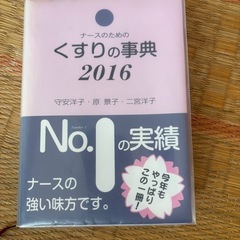 ナースのための
くすりの事典
2016
守安洋子・原 景子・二宮洋子
No.1の実績
ナースの
強い味方です。
今年も
やっぱり
この一冊!